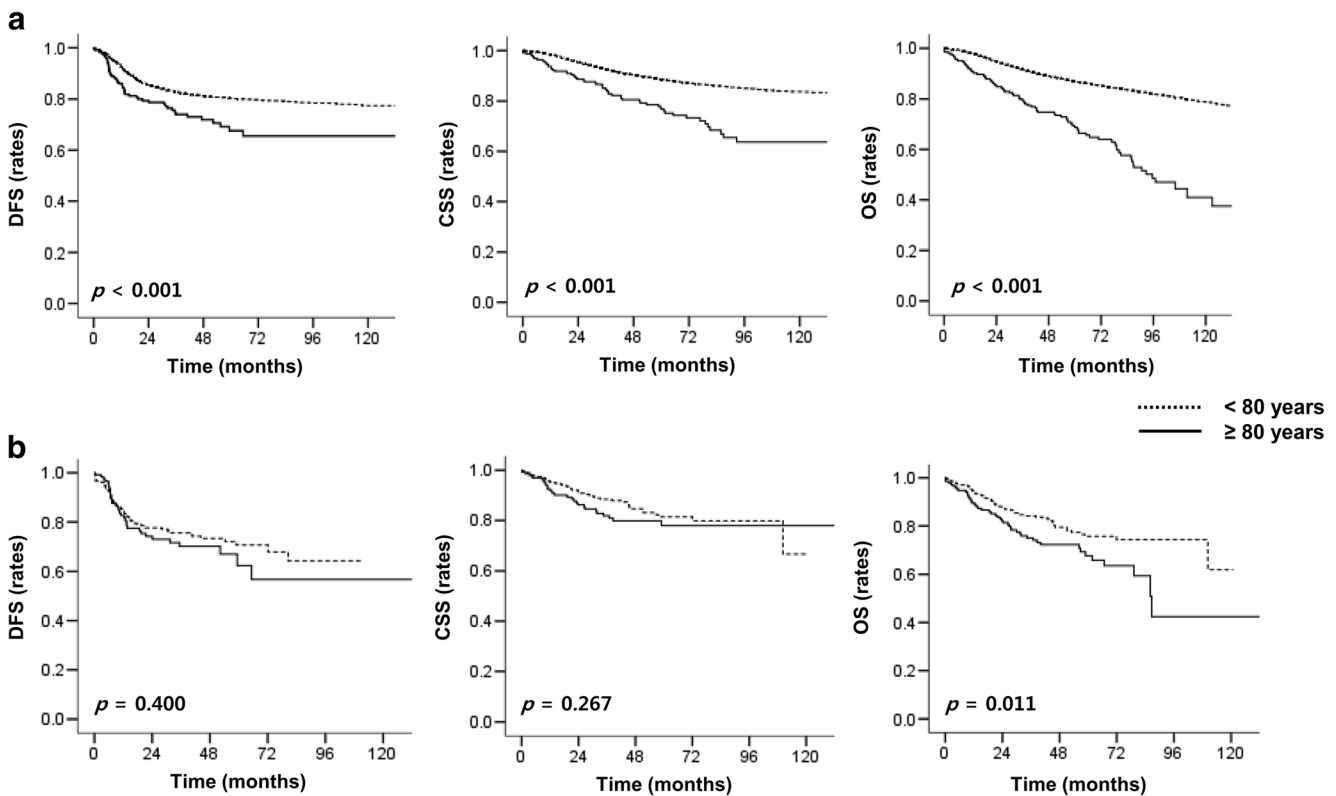 a
DFS (rates)
1.0
0.8
0.6
0.4
0.2
0.0
p < 0.001
0 24 48 72 96 120
Time (months)
CSS (rates)
1.0
0.8
0.6
0.4
0.2
0.0
p < 0.001
0 24 48 72 96 120
Time (months)
OS (rates)
1.0
0.8
0.6
0.4
0.2
0.0
p < 0.001
0 24 48 72 96 120
Time (months)
< 80 years
≥ 80 years
b
DFS (rates)
1.0
0.8
0.6
0.4
0.2
0.0
p = 0.400
0 24 48 72 96 120
Time (months)
CSS (rates)
1.0
0.8
0.6
0.4
0.2
0.0
p = 0.267
0 24 48 72 96 120
Time (months)
OS (rates)
1.0
0.8
0.6
0.4
0.2
0.0
p = 0.011
0 24 48 72 96 120
Time (months)